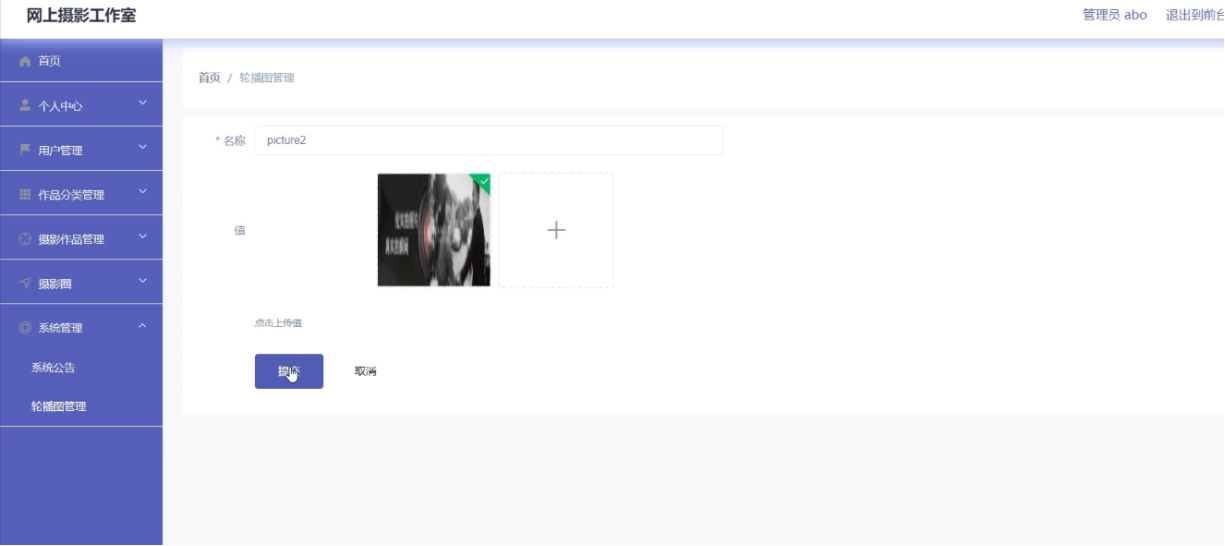 网上摄影工作室
管理员 abo 退出到前台
首页
个人中心
用户管理
作品分类管理
摄影作品管理
摄影圈
系统管理
系统公告
轮播图管理
首页 / 轮播图管理
* 名称 picture2
值
点击上传值
提交 取消